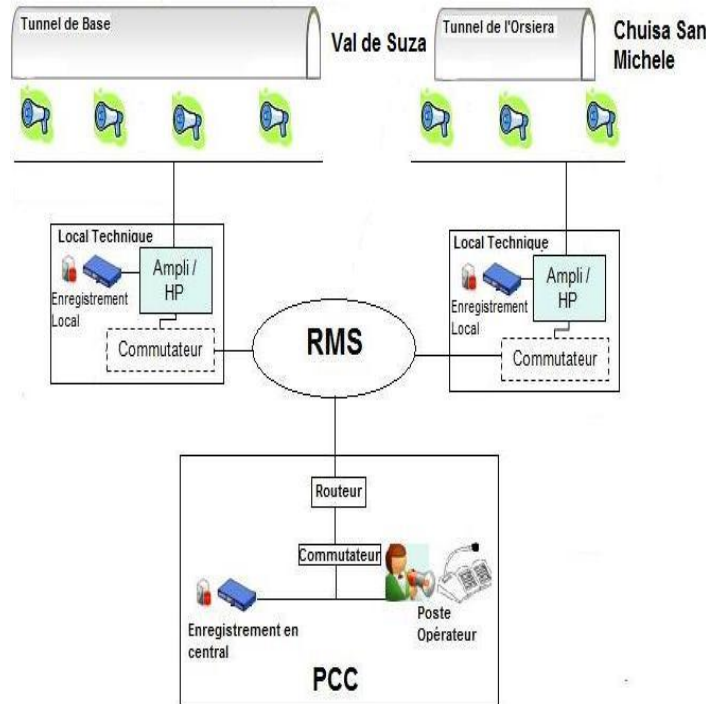 Tunnel de Base
Val de Suza
Tunnel de l'Orsiera
Chuisa San
Michele
Local Technique
Ampli /
HP
Enregistrement
Local
Commutateur
RMS
Local Technique
Ampli /
HP
Enregistrement
Local
Commutateur
Routeur
Commutateur
Enregistrement en
central
Poste
Opérateur
PCC